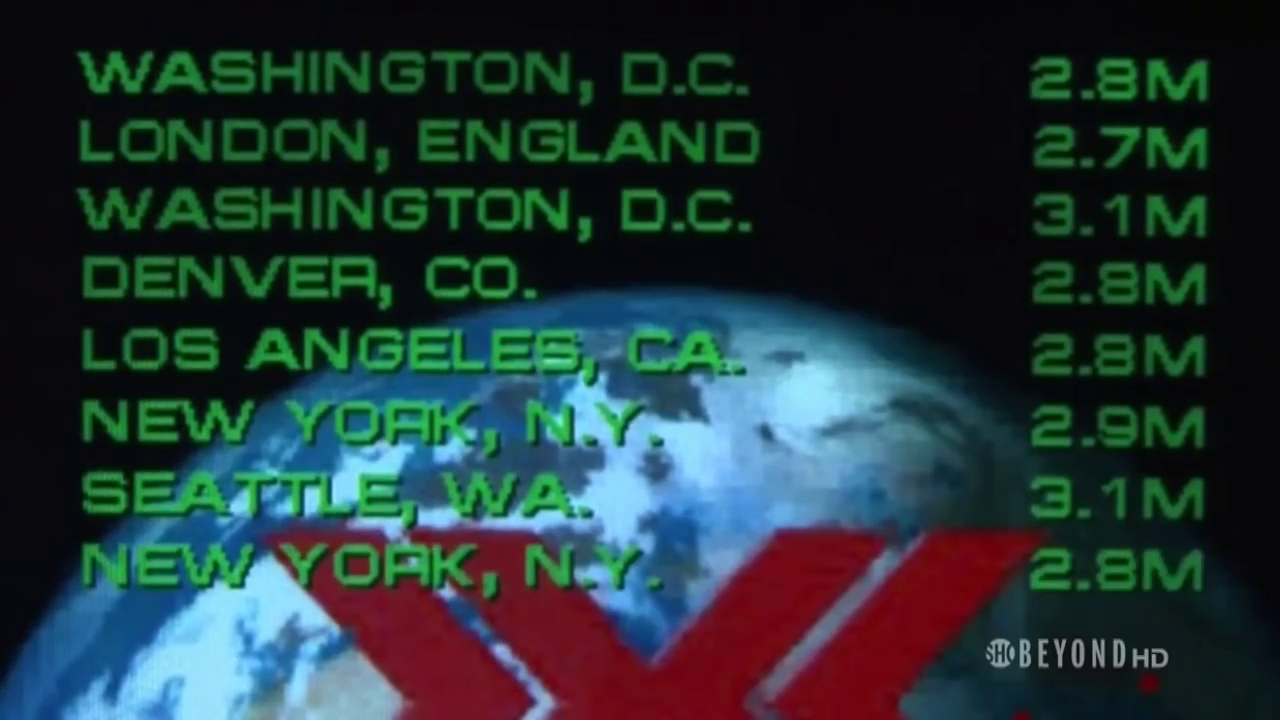 WASHINGTON, D.C. 2.8M
LONDON, ENGLAND 2.7M
WASHINGTON, D.C. 3.1M
DENVER, CO. 2.8M
LOS ANGELES, CA. 2.8M
NEW YORK, N.Y. 2.9M
SEATTLE, WA. 3.1M
NEW YORK, N.Y. 2.8M
SHO BEYOND HD